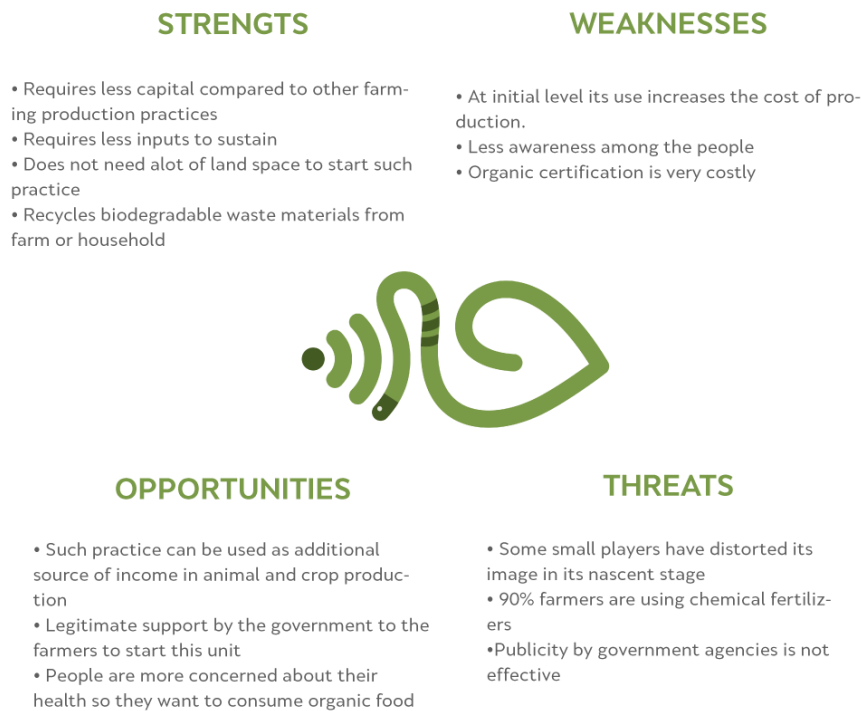 STRENGTS
• Requires less capital compared to other farm-
ing production practices
• Requires less inputs to sustain
• Does not need alot of land space to start such
practice
• Recycles biodegradable waste materials from
farm or household
WEAKNESSES
• At initial level its use increases the cost of pro-
duction.
• Less awareness among the people
• Organic certification is very costly
OPPORTUNITIES
• Such practice can be used as additional
source of income in animal and crop produc-
tion
• Legitimate support by the government to the
farmers to start this unit
• People are more concerned about their
health so they want to consume organic food
THREATS
• Some small players have distorted its
image in its nascent stage
• 90% farmers are using chemical fertiliz-
ers
•Publicity by government agencies is not
effective